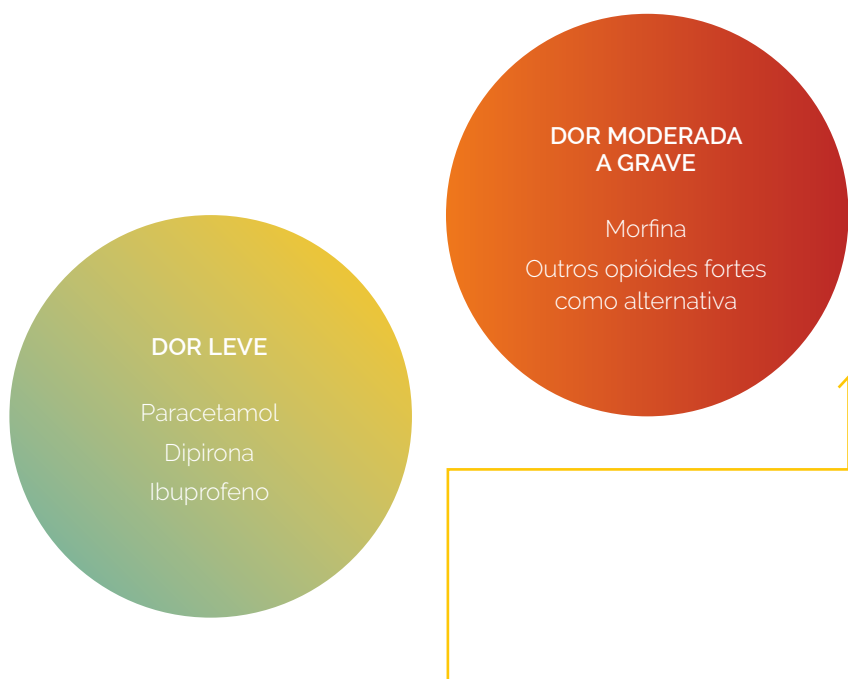 DOR MODERADA
A GRAVE
Morfina
Outros opióides fortes
como alternativa
DOR LEVE
Paracetamol
Dipirona
Ibuprofeno